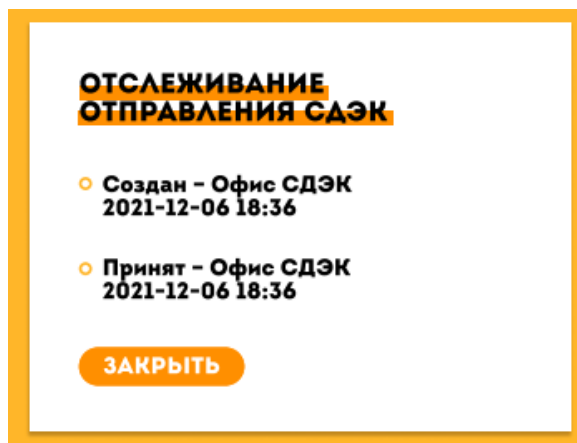 ОТСЛЕЖИВАНИЕ
ОТПРАВЛЕНИЯ СДЭК
Создан – Офис СДЭК
2021-12-06 18:36
Принят – Офис СДЭК
2021-12-06 18:36
ЗАКРЫТЬ